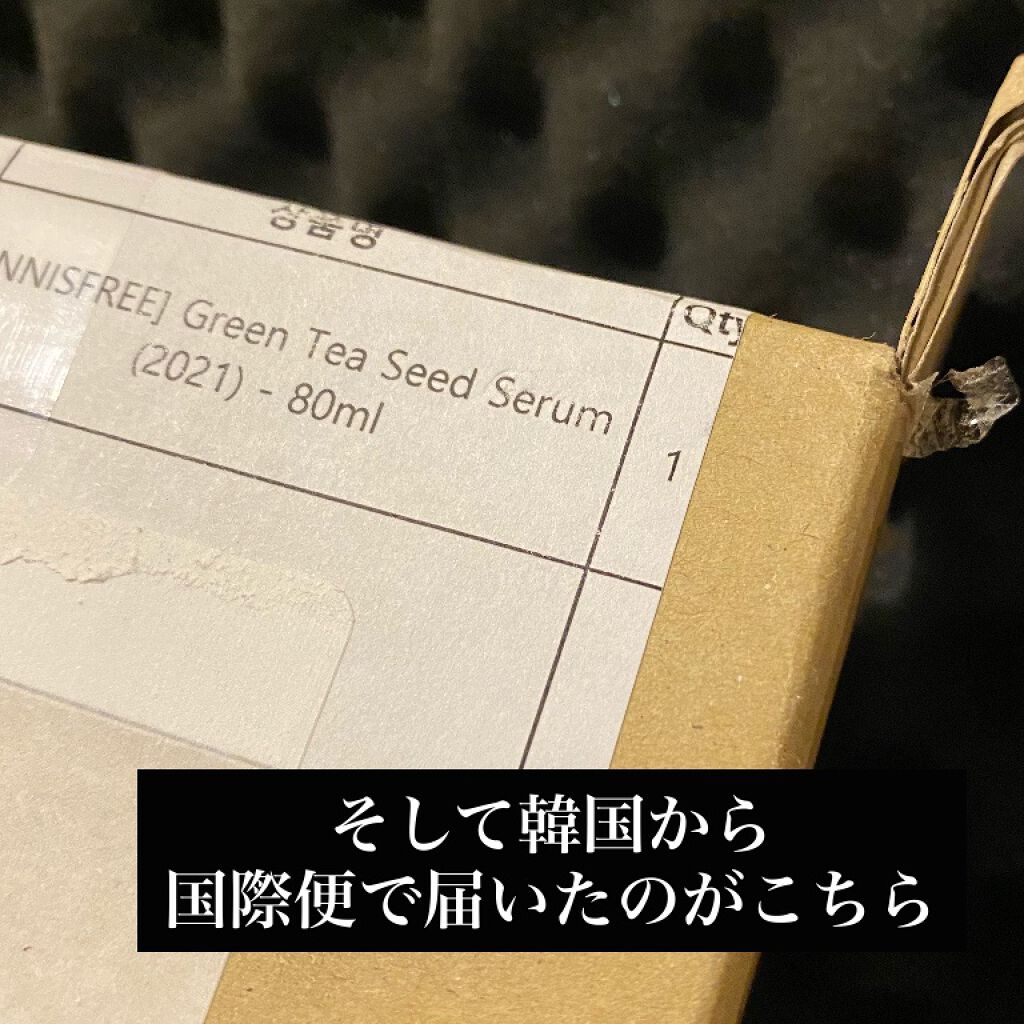 상품명
Qty
NNISFREE] Green Tea Seed Serum
(2021) - 80ml
1
そして韓国から
国際便で届いたのがこちら